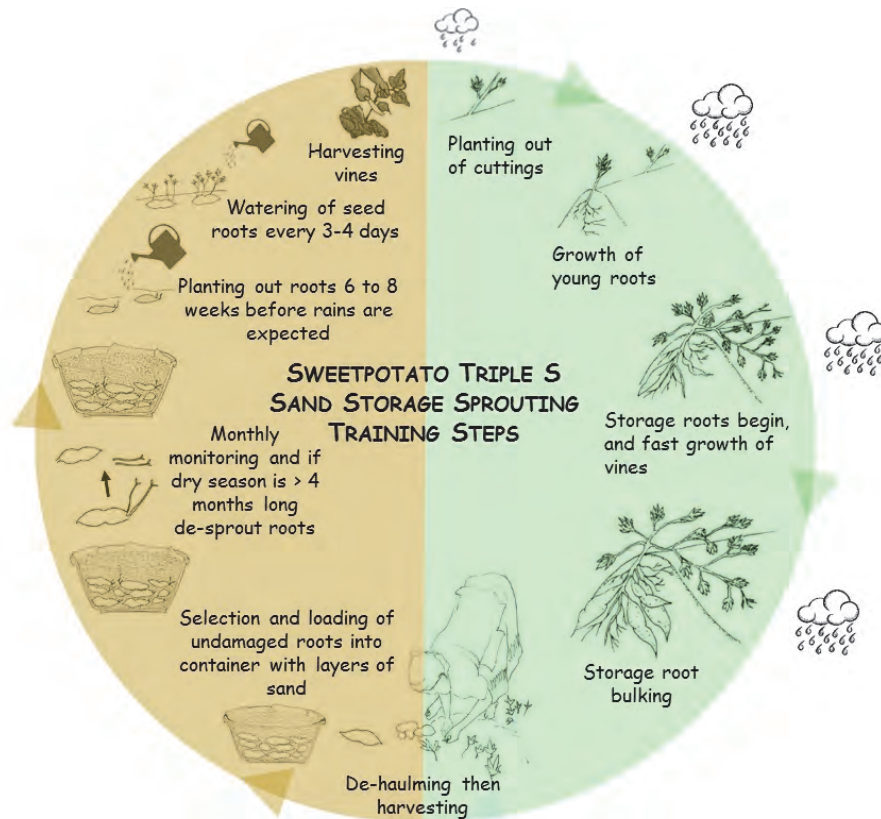 SWEETPOTATO TRIPLE S
SAND STORAGE SPROUTING
TRAINING STEPS
Planting out
of cuttings
Growth of
young roots
Storage roots begin,
and fast growth of
vines
Storage root
bulking
De-haulming then
harvesting
Selection and loading of
undamaged roots into
container with layers of
sand
Monthly
monitoring and if
dry season is > 4
months long
de-sprout roots
Planting out roots 6 to 8
weeks before rains are
expected
Watering of seed
roots every 3-4 days
Harvesting
vines